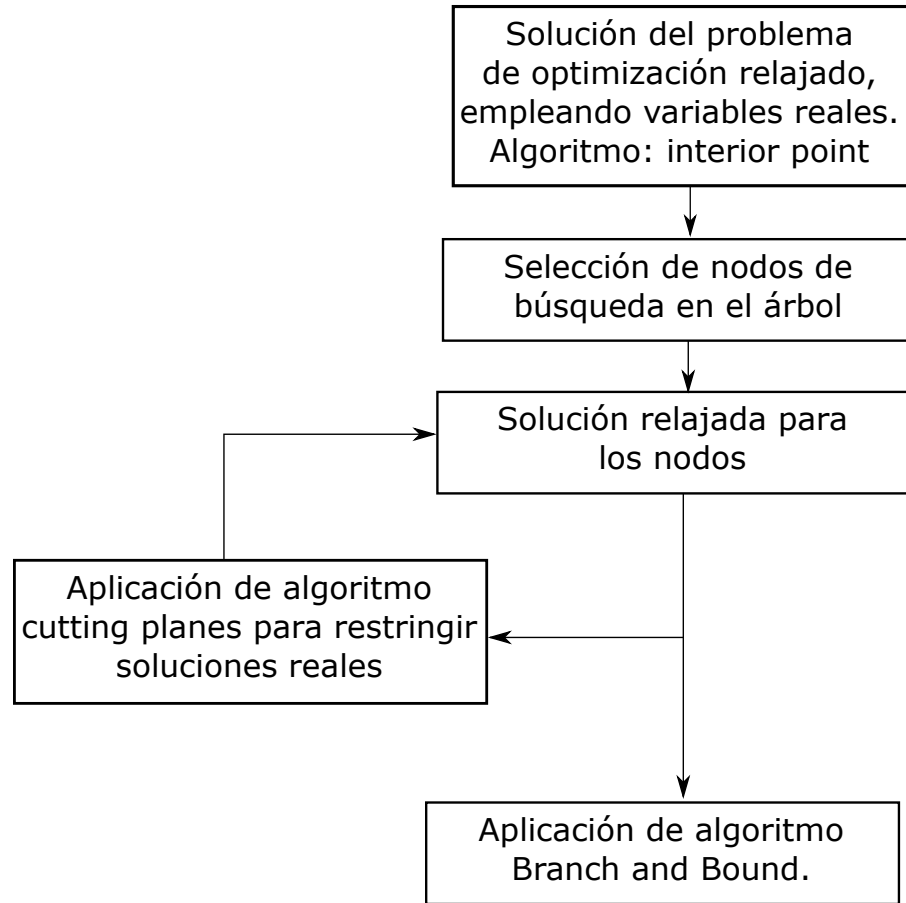 Solución del problema
de optimización relajado,
empleando variables reales.
Algoritmo: interior point
Selección de nodos de
búsqueda en el árbol
Solución relajada para
los nodos
Aplicación de algoritmo
cutting planes para restringir
soluciones reales
Aplicación de algoritmo
Branch and Bound.